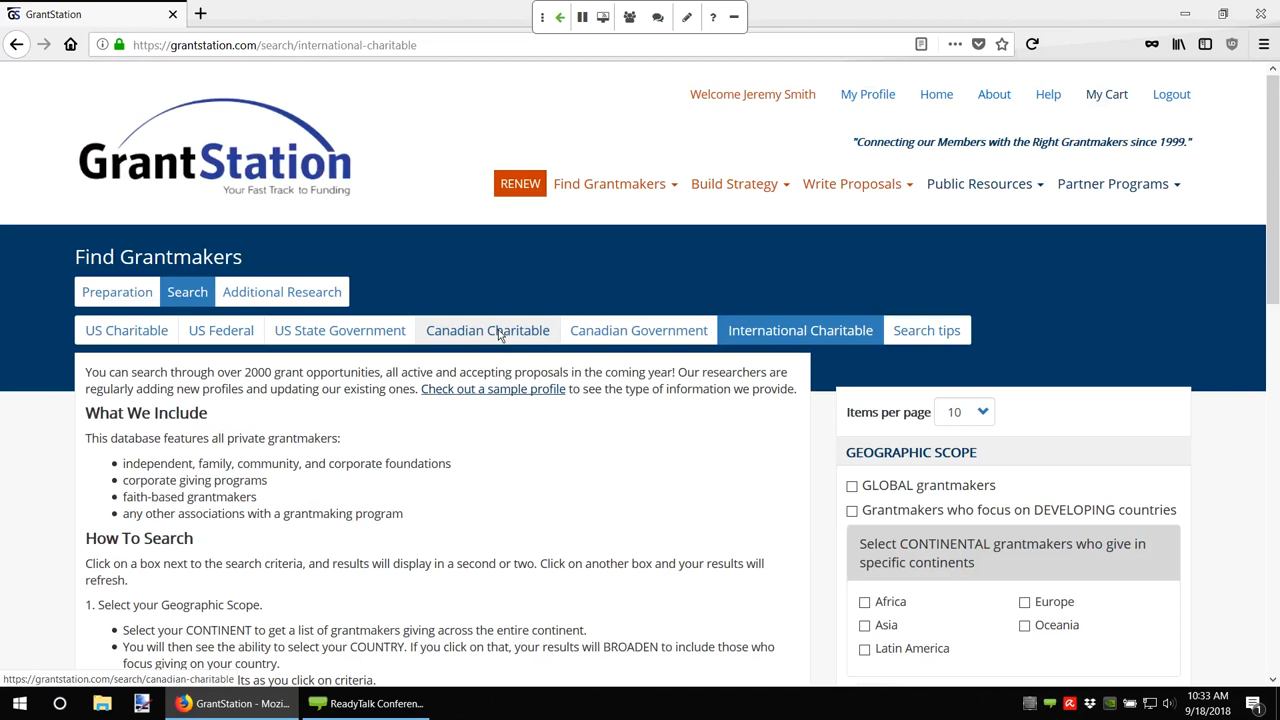 GrantStation
https://grantstation.com/search/international-charitable
Welcome Jeremy Smith
My Profile
Home
About
Help
My Cart
Logout
"Connecting our Members with the Right Grantmakers since 1999."
GrantStation
Your Fast Track to Funding
RENEW
Find Grantmakers
Build Strategy
Write Proposals
Public Resources
Partner Programs
Find Grantmakers
Preparation
Search
Additional Research
US Charitable
US Federal
US State Government
Canadian Charitable
Canadian Government
International Charitable
Search tips
You can search through over 2000 grant opportunities, all active and accepting proposals in the coming year! Our researchers are
regularly adding new profiles and updating our existing ones. Check out a sample profile to see the type of information we provide.
What We Include
This database features all private grantmakers:
independent, family, community, and corporate foundations
corporate giving programs
faith-based grantmakers
any other associations with a grantmaking program
How To Search
Click on a box next to the search criteria, and results will display in a second or two. Click on another box and your results will
refresh.
1. Select your Geographic Scope.
Select your CONTINENT to get a list of grantmakers giving across the entire continent.
You will then see the ability to select your COUNTRY. If you click on that, your results will BROADEN to include those who
focus giving on your country.
lts as you click on criteria.
Items per page
10
GEOGRAPHIC SCOPE
GLOBAL grantmakers
Grantmakers who focus on DEVELOPING countries
Select CONTINENTAL grantmakers who give in
specific continents
Africa
Europe
Asia
Oceania
Latin America
https://grantstation.com/search/canadian-charitable
GrantStation - Mozi...
ReadyTalk Conferen...
10:33 AM
9/18/2018